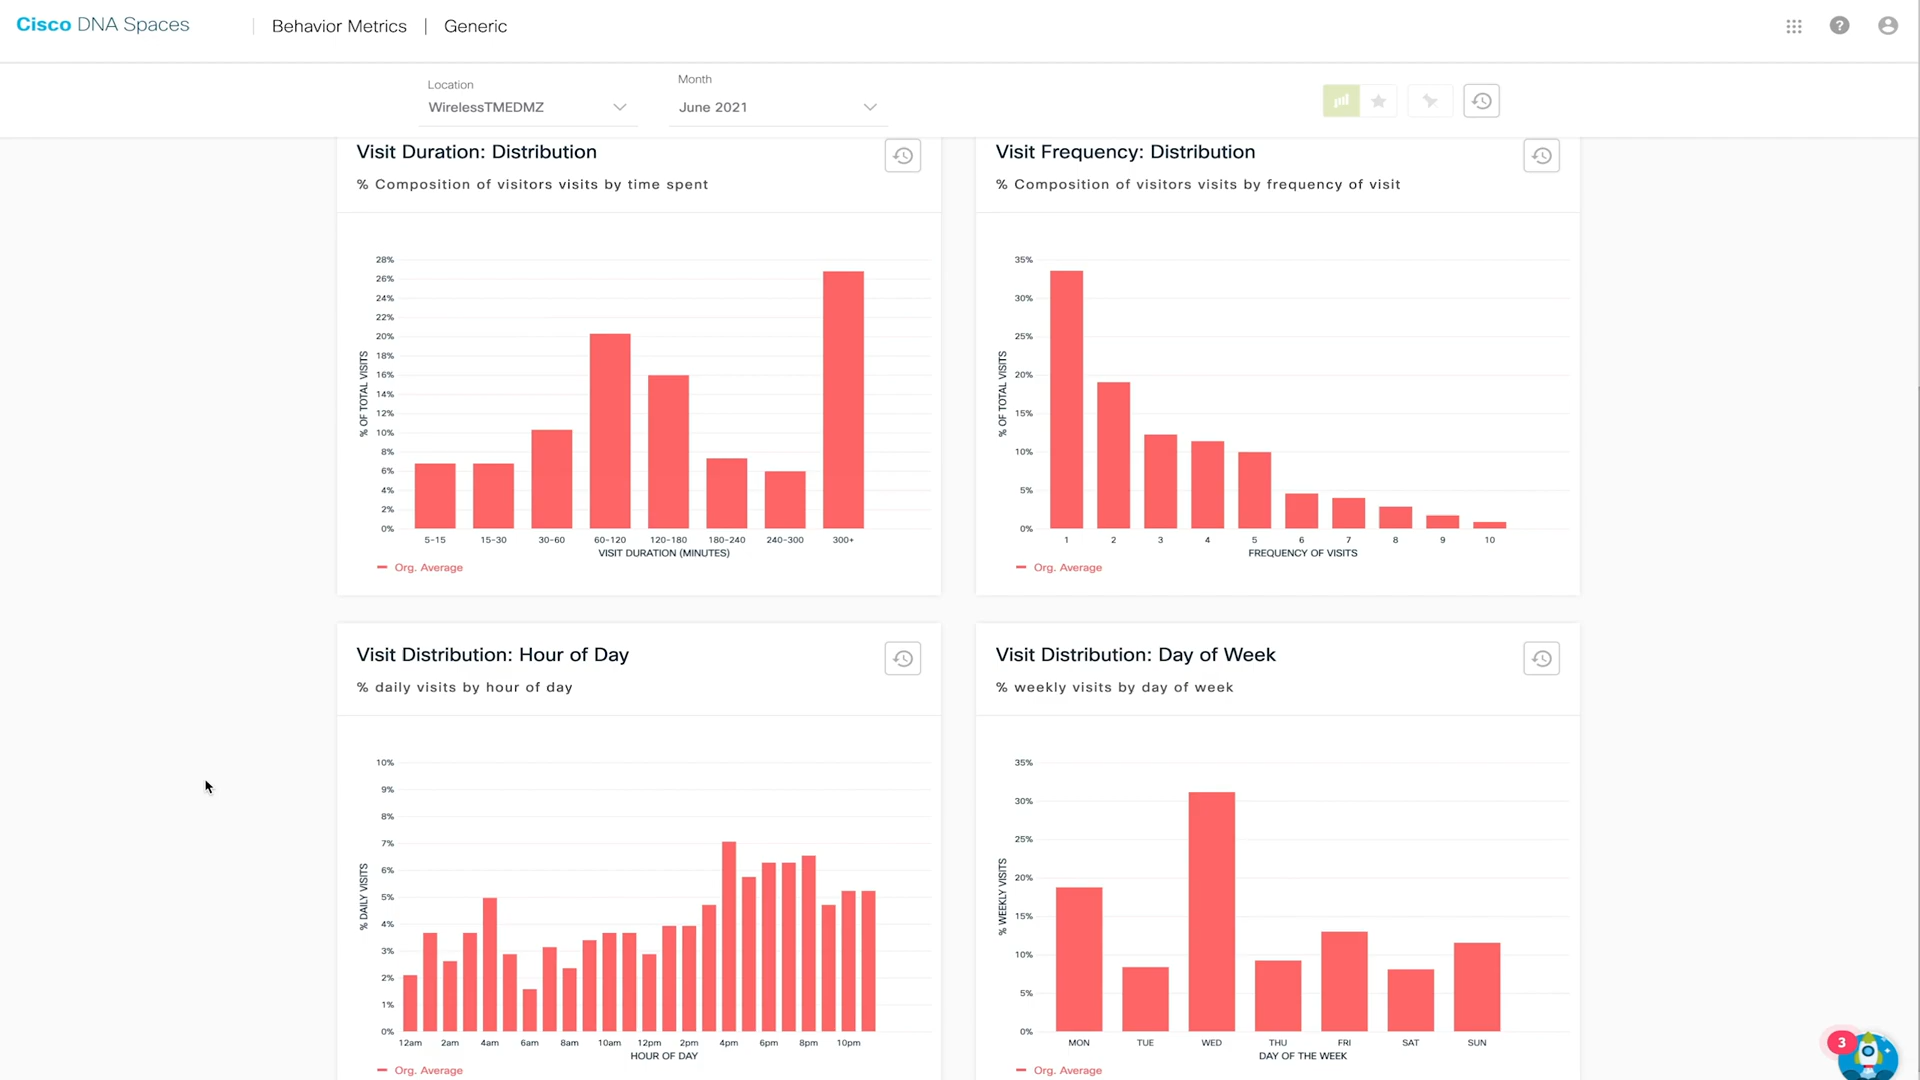 Cisco DNA Spaces | Behavior Metrics | Generic
Location
WirelessTMEDMZ
Month
June 2021
Visit Duration: Distribution
% Composition of visitors visits by time spent
28%
26%
24%
22%
20%
18%
16%
14%
12%
10%
8%
6%
4%
2%
0%
% OF TOTAL VISITS
5-15 15-30 30-60 60-120 120-180 180-240 240-300 300+
VISIT DURATION (MINUTES)
Org. Average
Visit Frequency: Distribution
% Composition of visitors visits by frequency of visit
35%
30%
25%
20%
15%
10%
5%
0%
% OF TOTAL VISITS
1 2 3 4 5 6 7 8 9 10
FREQUENCY OF VISITS
Org. Average
Visit Distribution: Hour of Day
% daily visits by hour of day
10%
9%
8%
7%
6%
5%
4%
3%
2%
1%
0%
% DAILY VISITS
12am 2am 4am 6am 8am 10am 12pm 2pm 4pm 6pm 8pm 10pm
HOUR OF DAY
Org. Average
Visit Distribution: Day of Week
% weekly visits by day of week
35%
30%
25%
20%
15%
10%
5%
0%
% WEEKLY VISITS
MON TUE WED THU FRI SAT SUN
DAY OF THE WEEK
Org. Average
3